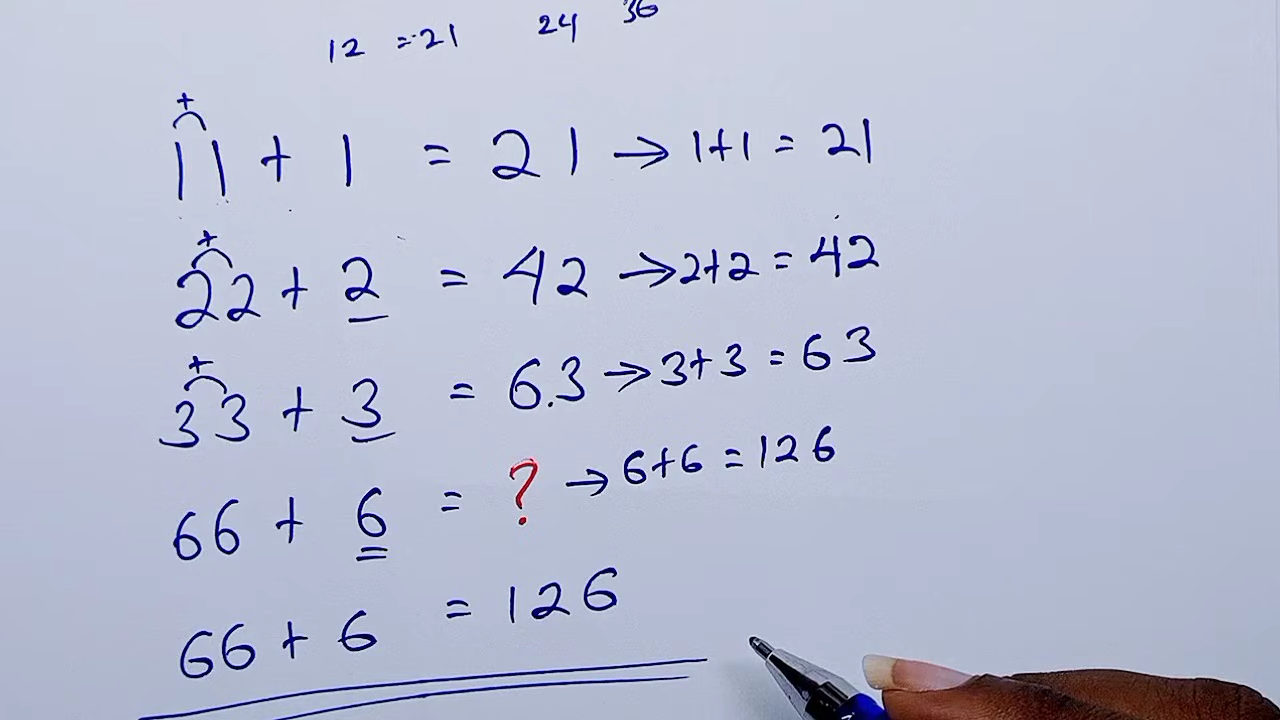 12 = 21 24 36
+
11 + 1 = 21 → 1+1 = 21
+
22 + 2 = 42 → 2+2 = 42
+
33 + 3 = 6.3 → 3+3 = 63
66 + 6 = ? → 6+6 = 126
66 + 6 = 126